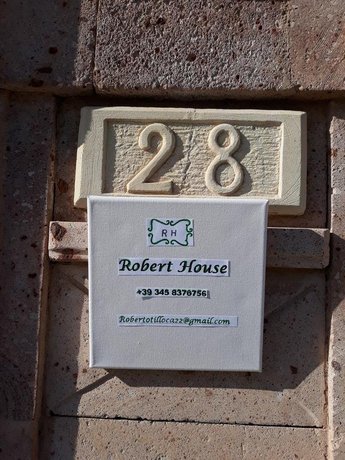 28
RH
Robert House
+39 345 8376756
Robertotillocazz@gmail.com